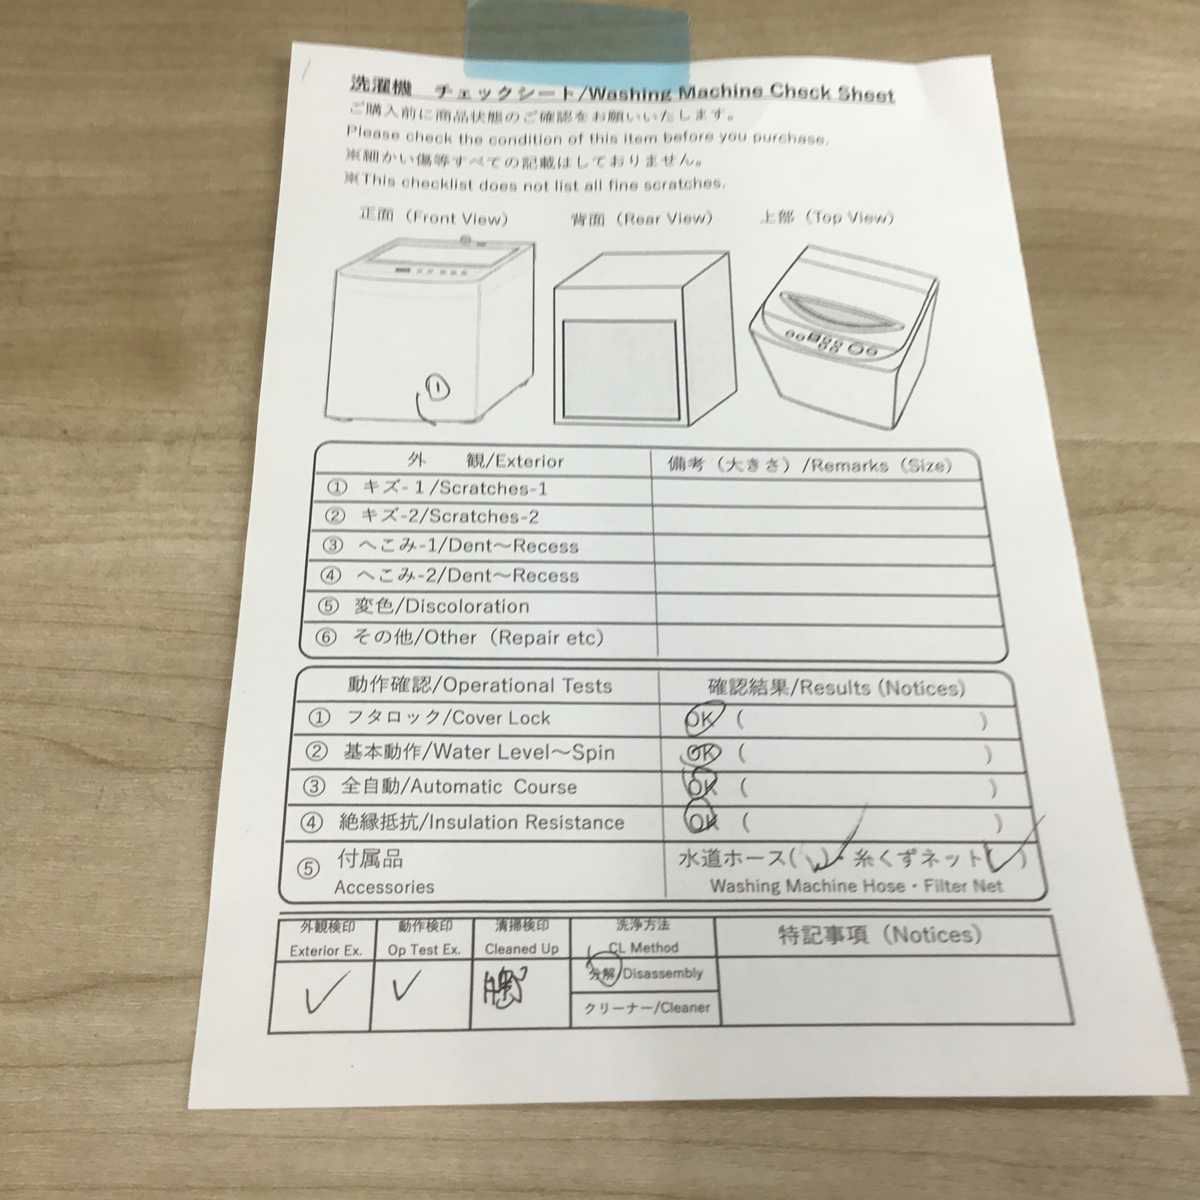 洗濯機 チェックシート/Washing Machine Check Sheet
ご購入前に商品状態のご確認をお願いいたします。
Please check the condition of this item before you purchase.
※細かい傷等すべての記載はしておりません。
※This checklist does not list all fine scratches.
正面（Front View） 背面（Rear View） 上部（Top View）
①
外 観/Exterior 備考（大きさ）/Remarks（Size）
① キズ-１/Scratches-1
② キズ-2/Scratches-2
③ へこみ-1/Dent～Recess
④ へこみ-2/Dent～Recess
⑤ 変色/Discoloration
⑥ その他/Other（Repair etc）
動作確認/Operational Tests 確認結果/Results (Notices)
① フタロック/Cover Lock OK （ ）
② 基本動作/Water Level～Spin OK （ ）
③ 全自動/Automatic Course OK （ ）
④ 絶縁抵抗/Insulation Resistance OK （ ）
⑤ 付属品 水道ホース(✓)・糸くずネット(✓)
Accessories Washing Machine Hose・Filter Net
外観検印 動作検印 清掃検印 洗浄方法 特記事項（Notices）
Exterior Ex. Op Test Ex. Cleaned Up CL Method
✓ ✓ 分解/Disassembly
クリーナー/Cleaner